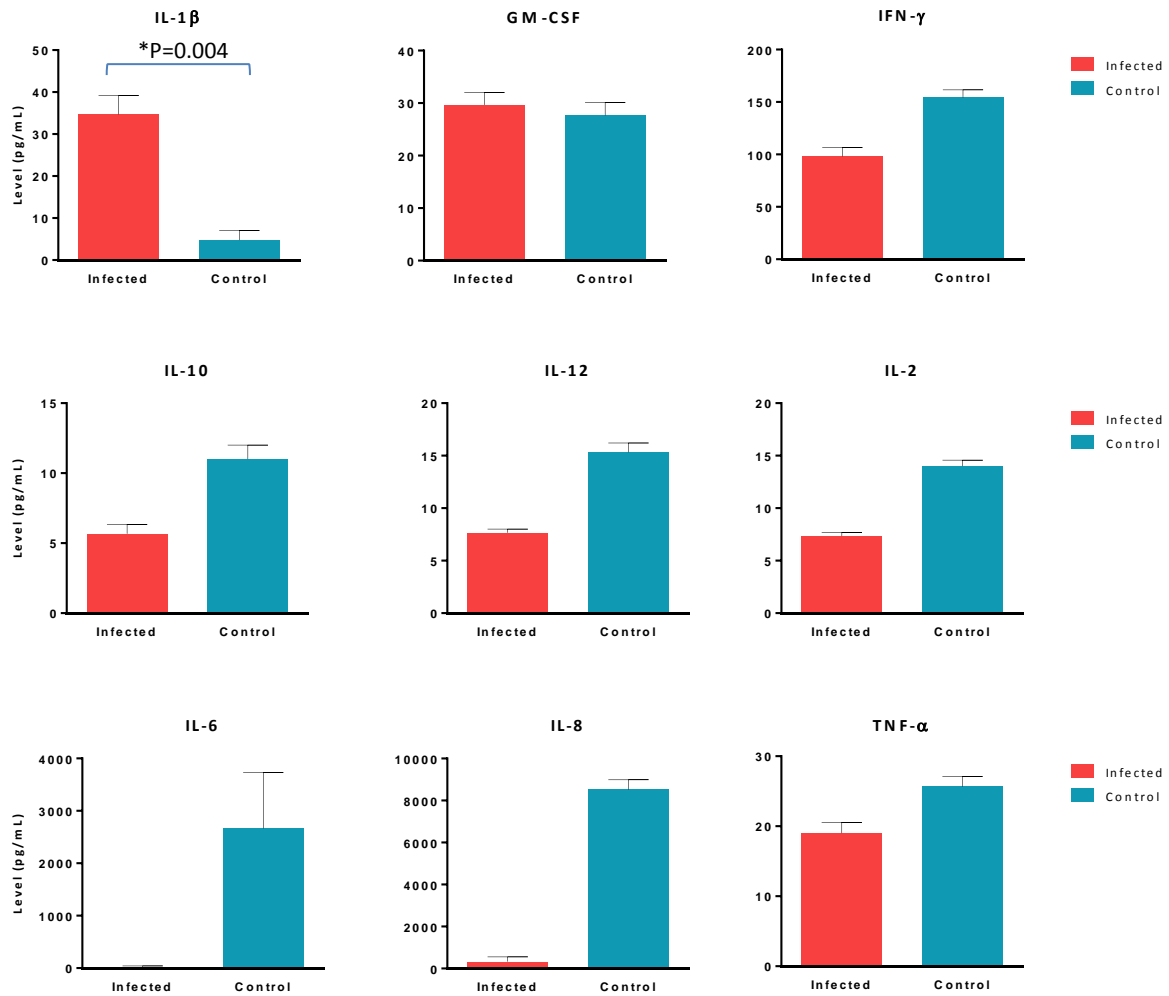 IL-1β
GM-CSF
IFN-γ
*P=0.004
Level (pg/mL)
50
40
30
20
10
0
Infected
Control
40
30
20
10
0
Infected
Control
200
150
100
50
0
Infected
Control
Infected
Control
IL-10
IL-12
IL-2
Level (pg/mL)
15
10
5
0
Infected
Control
20
15
10
5
0
Infected
Control
20
15
10
5
0
Infected
Control
Infected
Control
IL-6
IL-8
TNF-α
Level (pg/mL)
4000
3000
2000
1000
0
Infected
Control
10000
8000
6000
4000
2000
0
Infected
Control
30
20
10
0
Infected
Control
Infected
Control